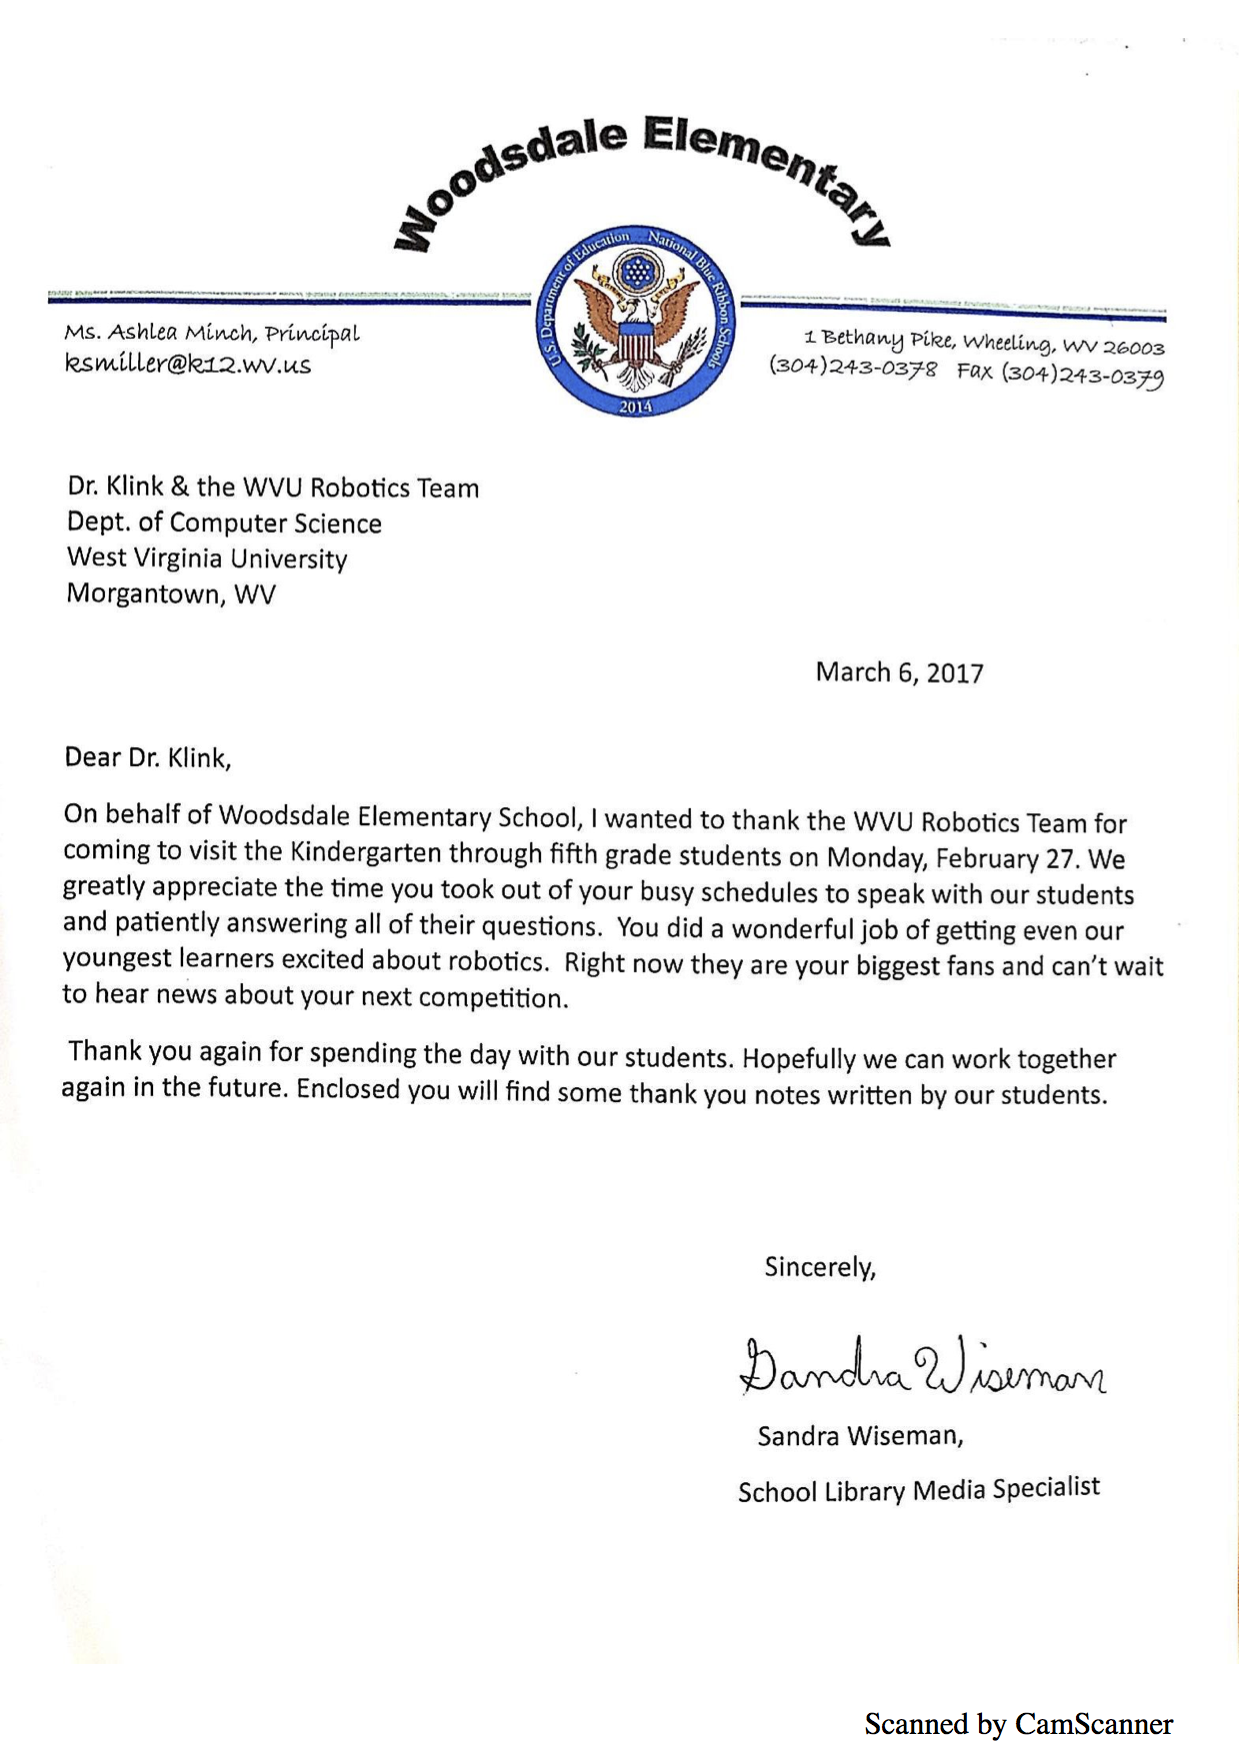 Woodsdale Elementary
U.S. Department of Education National Blue Ribbon Schools
2014
Ms. Ashlea Minch, Principal
ksmiller@k12.wv.us
1 Bethany Pike, Wheeling, WV 26003
(304)243-0378 Fax (304)243-0379
Dr. Klink & the WVU Robotics Team
Dept. of Computer Science
West Virginia University
Morgantown, WV
March 6, 2017
Dear Dr. Klink,
On behalf of Woodsdale Elementary School, I wanted to thank the WVU Robotics Team for
coming to visit the Kindergarten through fifth grade students on Monday, February 27. We
greatly appreciate the time you took out of your busy schedules to speak with our students
and patiently answering all of their questions. You did a wonderful job of getting even our
youngest learners excited about robotics. Right now they are your biggest fans and can't wait
to hear news about your next competition.
Thank you again for spending the day with our students. Hopefully we can work together
again in the future. Enclosed you will find some thank you notes written by our students.
Sincerely,
Sandra Wiseman
Sandra Wiseman,
School Library Media Specialist
Scanned by CamScanner